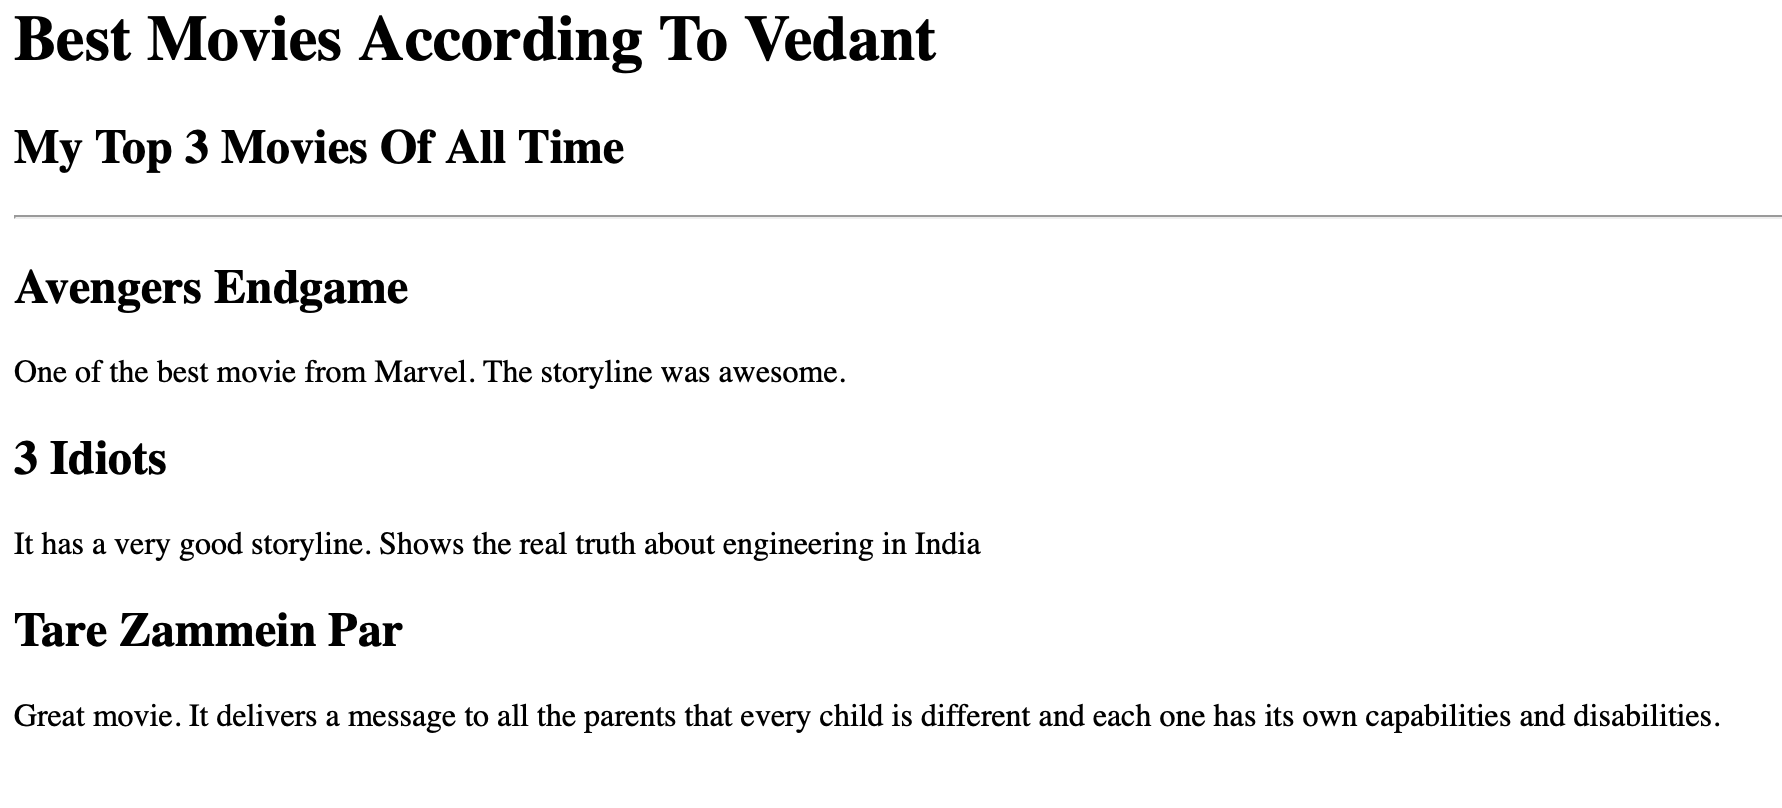 Best Movies According To Vedant
My Top 3 Movies Of All Time
Avengers Endgame
One of the best movie from Marvel. The storyline was awesome.
3 Idiots
It has a very good storyline. Shows the real truth about engineering in India
Tare Zammein Par
Great movie. It delivers a message to all the parents that every child is different and each one has its own capabilities and disabilities.